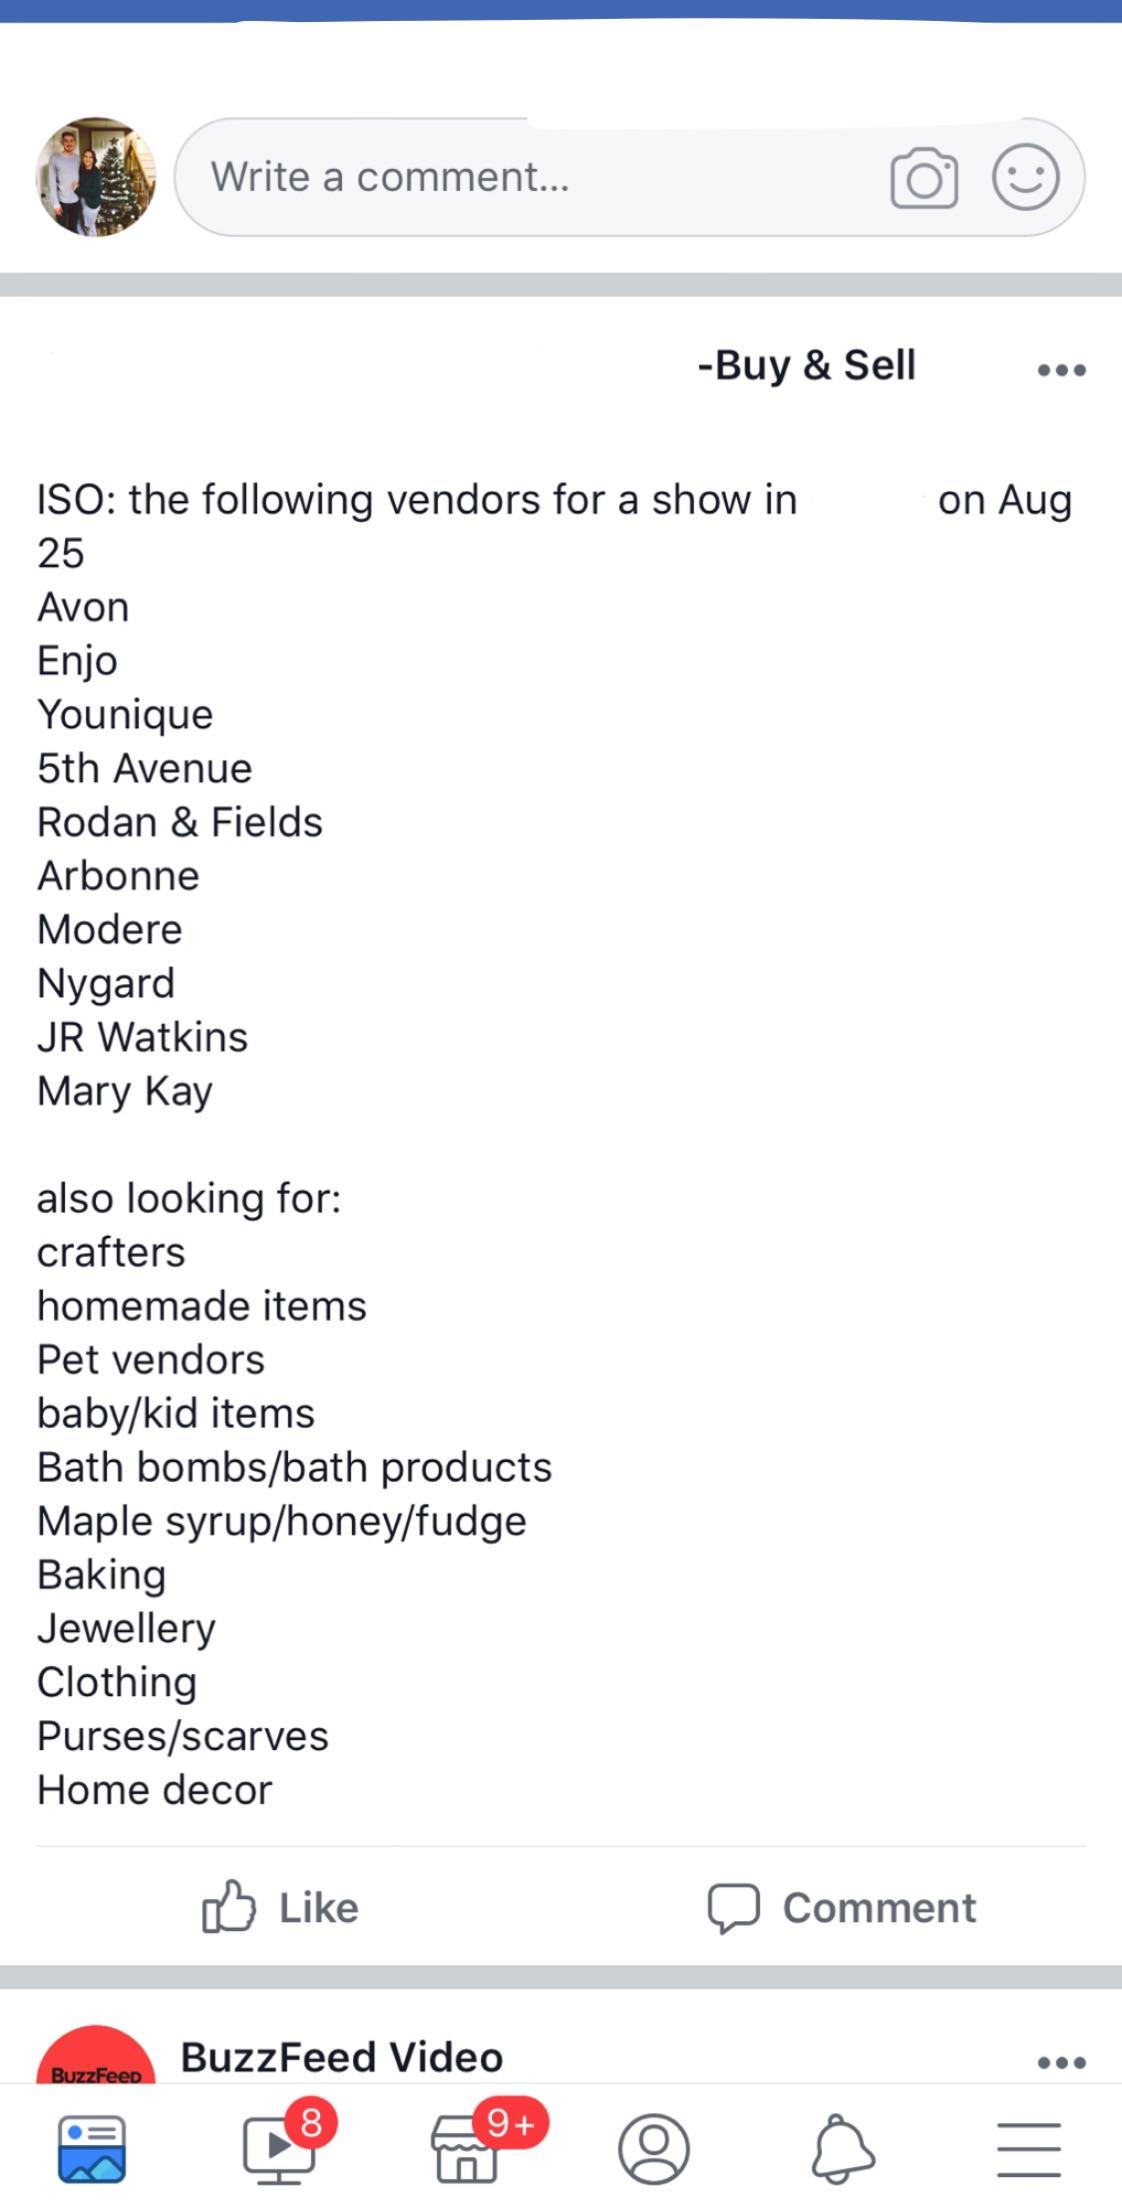 Write a comment...
-Buy & Sell
ISO: the following vendors for a show in on Aug
25
Avon
Enjo
Younique
5th Avenue
Rodan & Fields
Arbonne
Modere
Nygard
JR Watkins
Mary Kay
also looking for:
crafters
homemade items
Pet vendors
baby/kid items
Bath bombs/bath products
Maple syrup/honey/fudge
Baking
Jewellery
Clothing
Purses/scarves
Home decor
Like Comment
BuzzFeed Video
BuzzFeed
8 9+